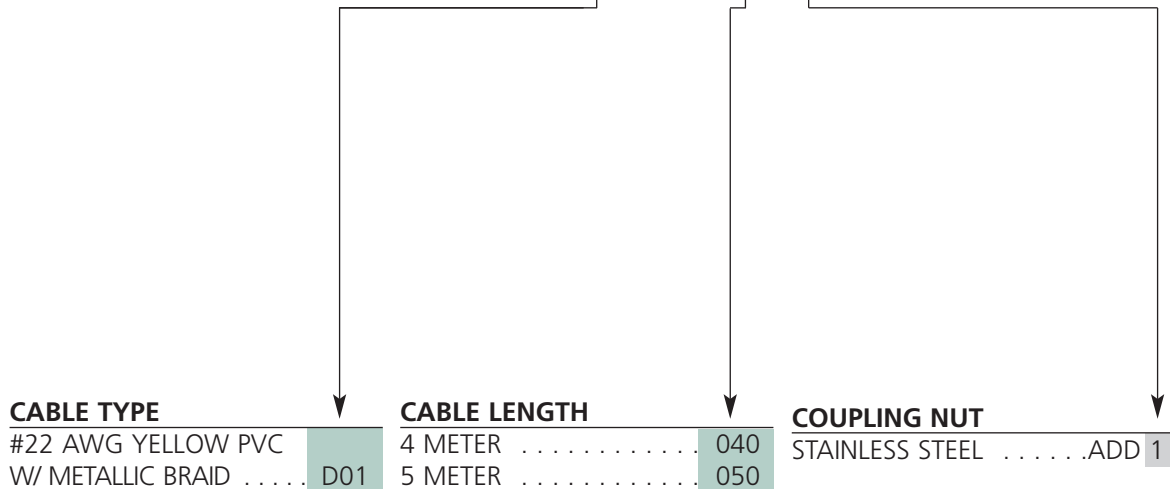 CABLE TYPE
#22 AWG YELLOW PVC
W/ METALLIC BRAID . . . . . D01
CABLE LENGTH
4 METER . . . . . . . . . . . . 040
5 METER . . . . . . . . . . . . 050
COUPLING NUT
STAINLESS STEEL . . . . . .ADD 1